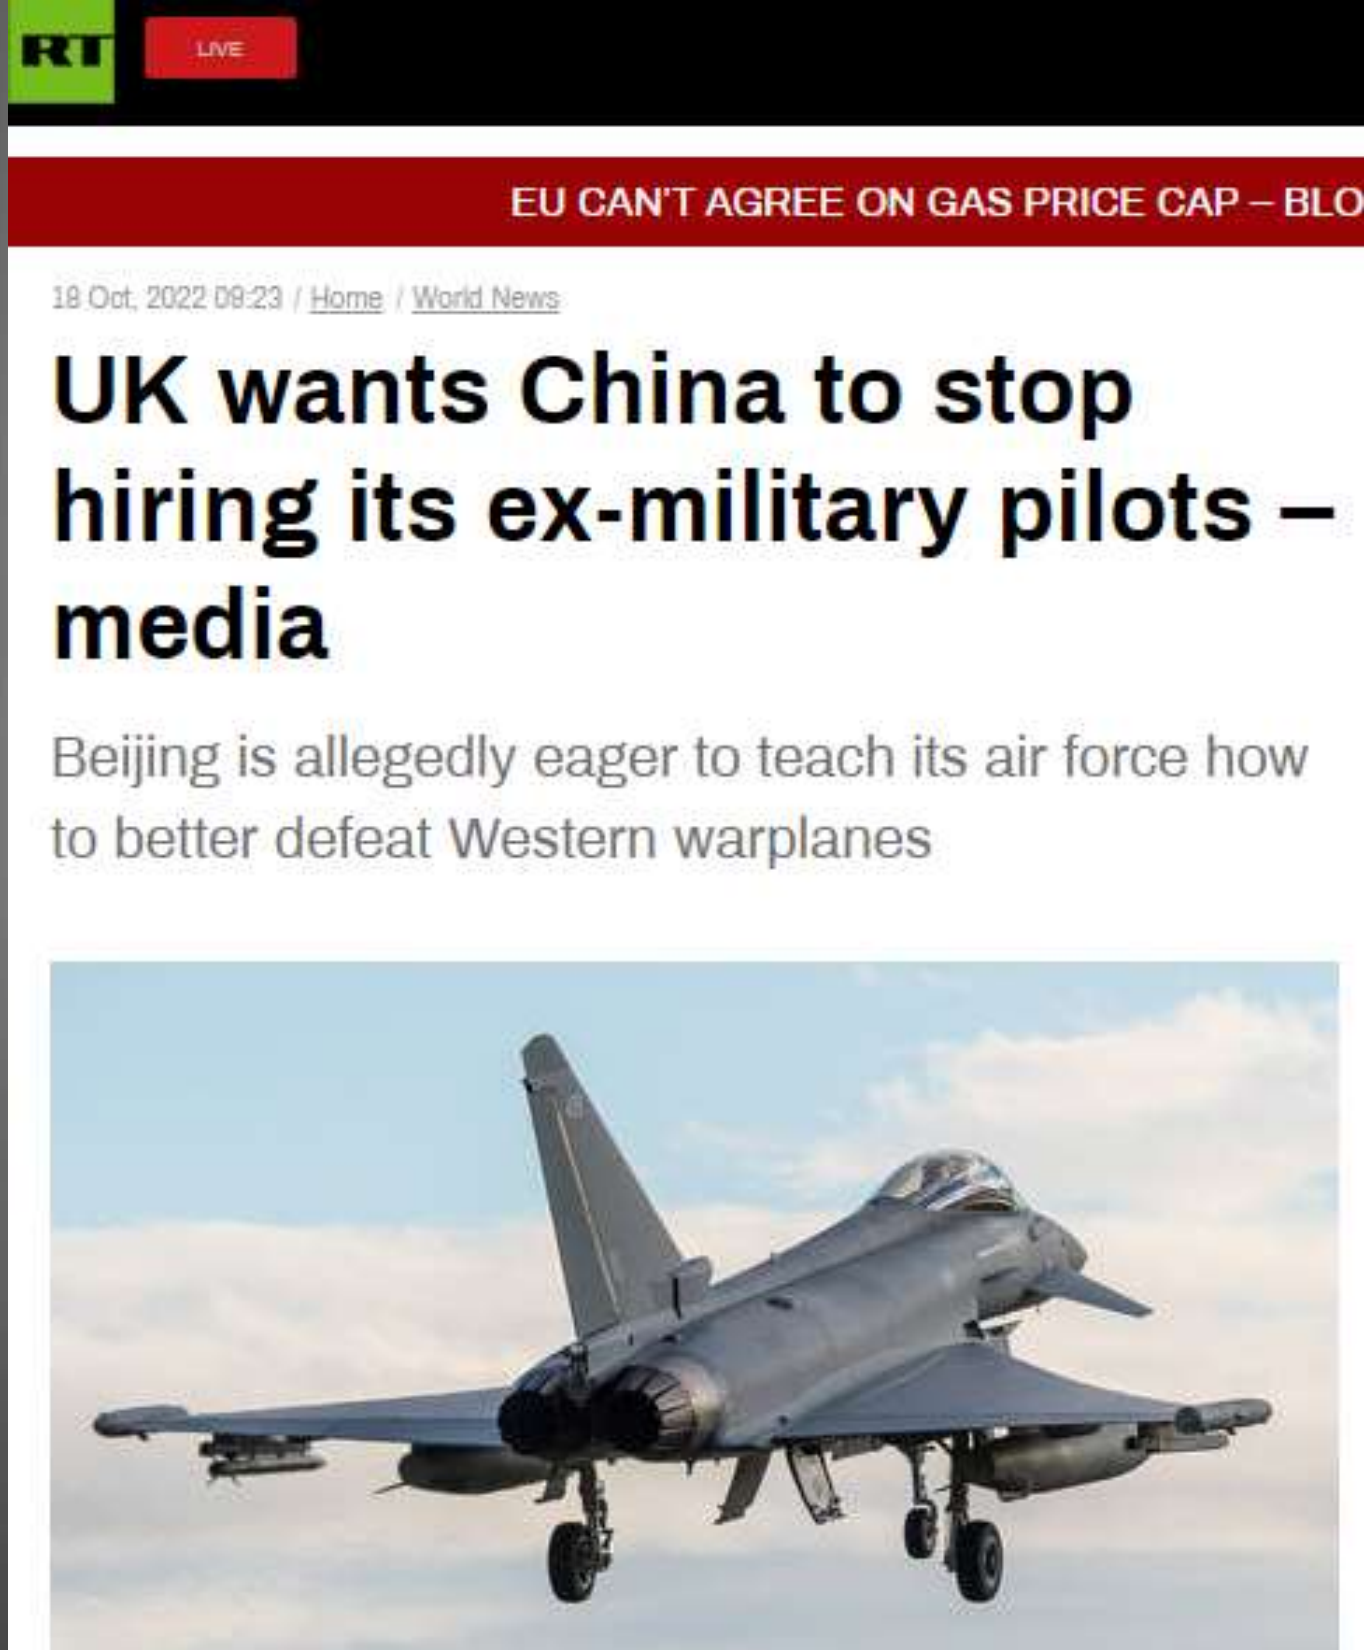 RT
LIVE
EU CAN'T AGREE ON GAS PRICE CAP – BLO
18 Oct, 2022 09:23 / Home / World News
UK wants China to stop
hiring its ex-military pilots –
media
Beijing is allegedly eager to teach its air force how
to better defeat Western warplanes